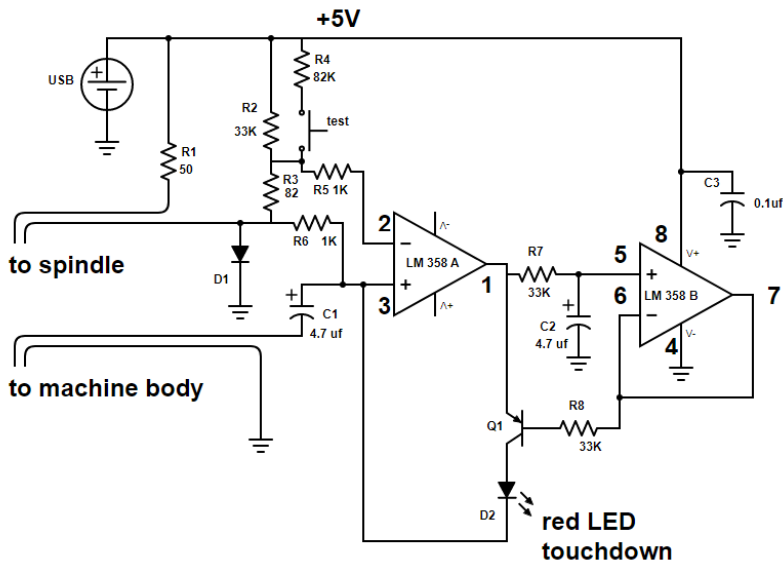 +5V
USB
+
R4
82K
R2
33K
test
R1
50
R3
82
R5 1K
R6 1K
C3
0.1uf
2
8
V-
V+
to spindle
D1
−
LM 358 A
+
1
R7
33K
5
+
LM 358 B
7
6
−
3
V+
+
C1
4.7 uf
+
C2
4.7 uf
4
V-
to machine body
Q1
R8
33K
D2
red LED
touchdown